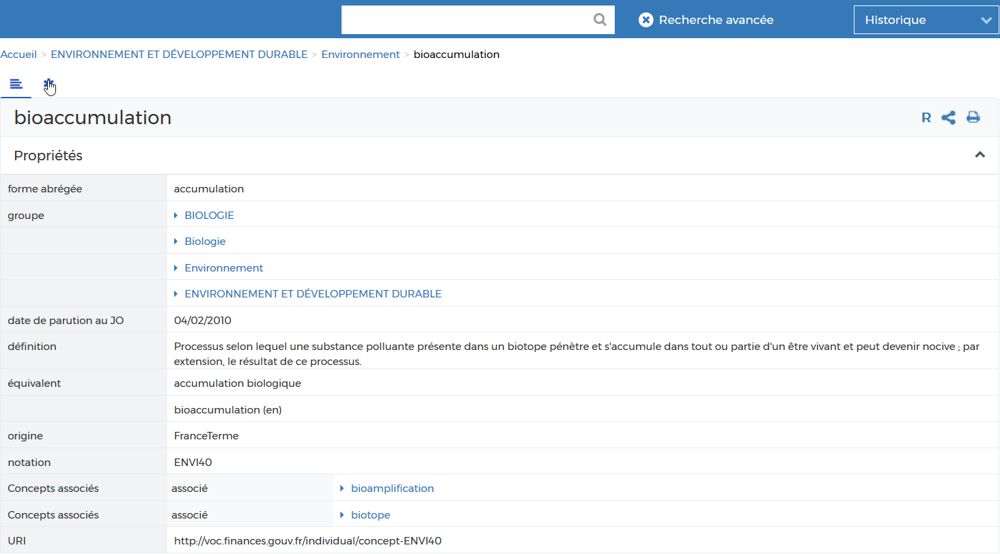 Recherche avancée
Historique
Accueil > ENVIRONNEMENT ET DÉVELOPPEMENT DURABLE > Environnement > bioaccumulation
bioaccumulation
R
Propriétés
forme abrégée accumulation
groupe BIOLOGIE
Biologie
Environnement
ENVIRONNEMENT ET DÉVELOPPEMENT DURABLE
date de parution au JO 04/02/2010
définition Processus selon lequel une substance polluante présente dans un biotope pénètre et s'accumule dans tout ou partie d'un être vivant et peut devenir nocive ; par
extension, le résultat de ce processus.
équivalent accumulation biologique
bioaccumulation (en)
origine FranceTerme
notation ENVI40
Concepts associés associé bioamplification
Concepts associés associé biotope
URI http://voc.finances.gouv.fr/individual/concept-ENVI40